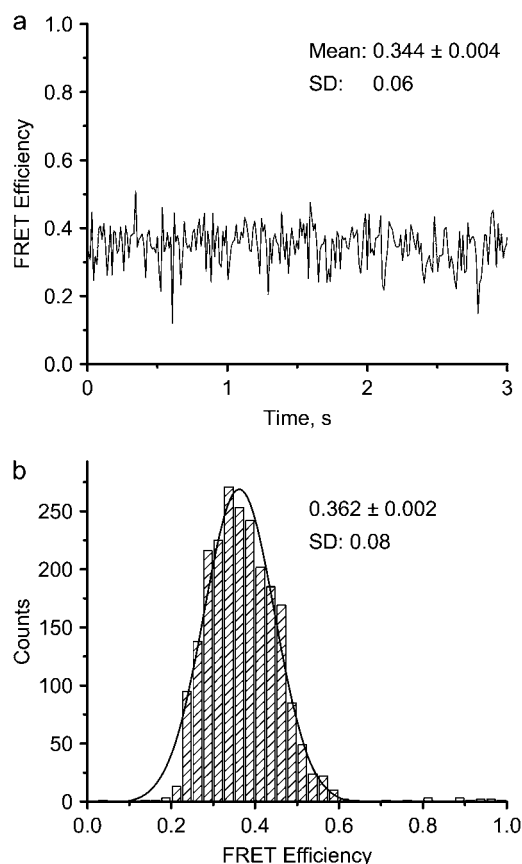 a
1.0
0.8
0.6
0.4
0.2
0.0
FRET Efficiency
Mean: 0.344 ± 0.004
SD: 0.06
0 1 2 3
Time, s
b
250
200
150
100
50
0
Counts
0.362 ± 0.002
SD: 0.08
0.0 0.2 0.4 0.6 0.8 1.0
FRET Efficiency